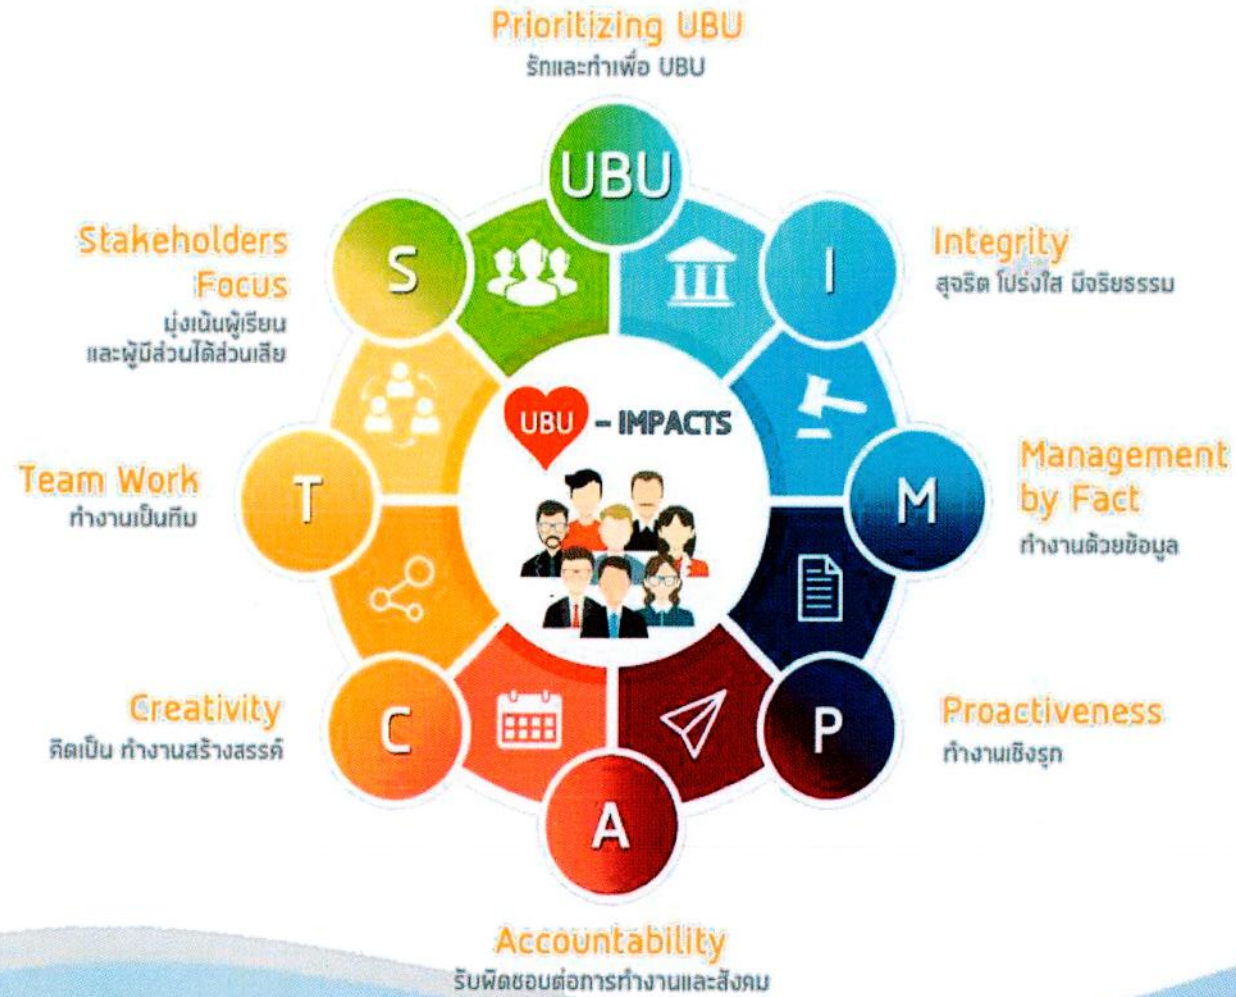 Prioritizing UBU
รักและทำเพื่อ UBU
UBU
I
Integrity
สุจริต โปร่งใส มีจริยธรรม
M
Management
by Fact
ทำงานด้วยข้อมูล
P
Proactiveness
ทำงานเชิงรุก
A
Accountability
รับผิดชอบต่อการทำงานและสังคม
C
Creativity
คิดเป็น ทำงานสร้างสรรค์
T
Team Work
ทำงานเป็นทีม
S
Stakeholders
Focus
มุ่งเน้นผู้เรียน
และผู้มีส่วนได้ส่วนเสีย
UBU – IMPACTS